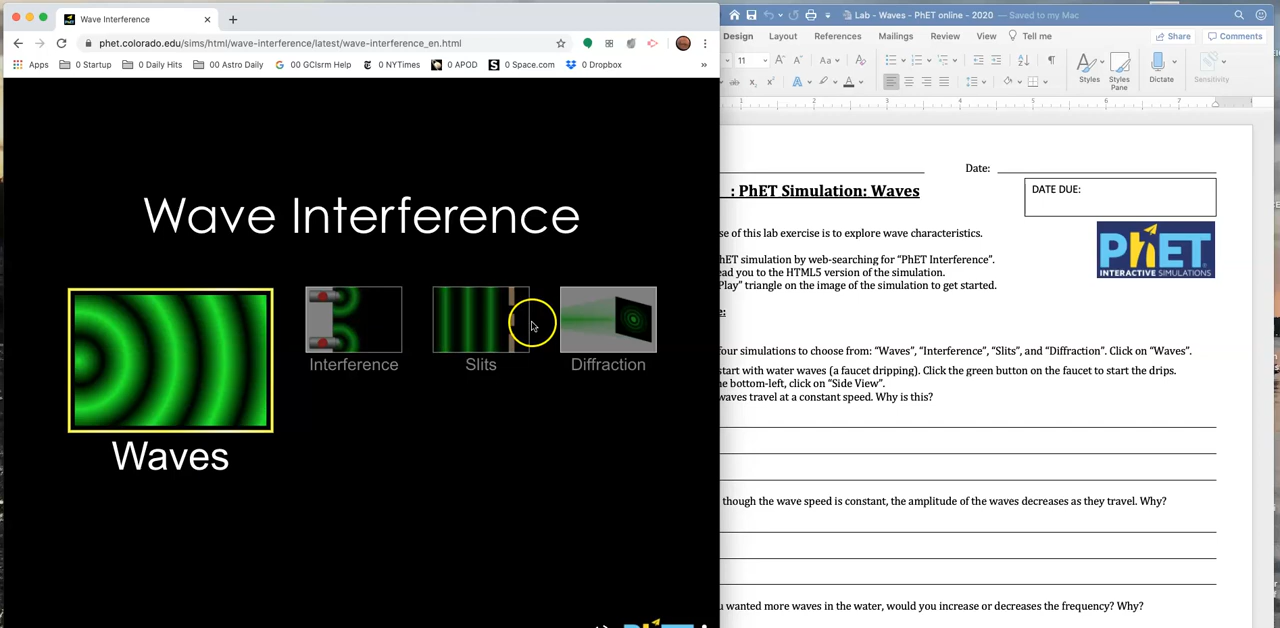 Wave Interference
phet.colorado.edu/sims/html/wave-interference/latest/wave-interference_en.html
Apps 0 Startup 0 Daily Hits 00 Astro Daily 00 GClsrm Help 0 NYTimes 0 APOD 0 Space.com 0 Dropbox »
Wave Interference
Waves
Interference
Slits
Diffraction
Lab - Waves - PhET online - 2020 — Saved to my Mac
Design Layout References Mailings Review View Tell me Share Comments
11
Styles
Styles Pane
Dictate
Sensitivity
1 2 3 4 5 6 7
Date:
: PhET Simulation: Waves
DATE DUE:
PhET INTERACTIVE SIMULATIONS
se of this lab exercise is to explore wave characteristics.
hET simulation by web-searching for “PhET Interference”.
ead you to the HTML5 version of the simulation.
Play” triangle on the image of the simulation to get started.
e:
four simulations to choose from: “Waves”, “Interference”, “Slits”, and “Diffraction”. Click on “Waves”.
start with water waves (a faucet dripping). Click the green button on the faucet to start the drips.
he bottom-left, click on “Side View”.
waves travel at a constant speed. Why is this?
though the wave speed is constant, the amplitude of the waves decreases as they travel. Why?
u wanted more waves in the water, would you increase or decreases the frequency? Why?